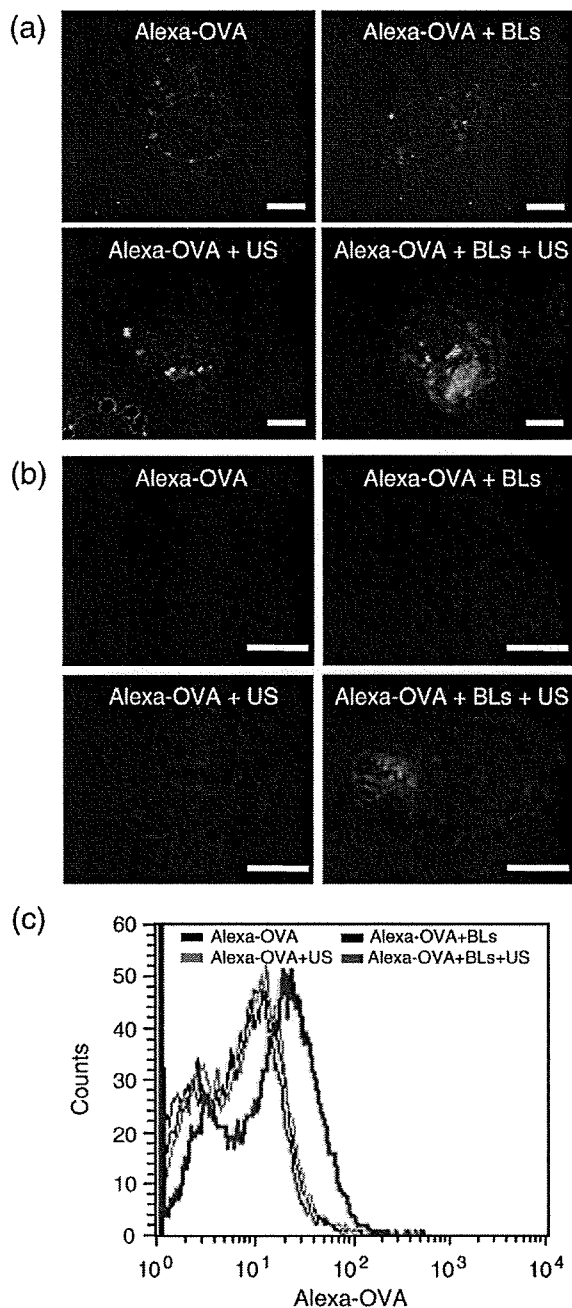 (a)
Alexa-OVA
Alexa-OVA + BLs
Alexa-OVA + US
Alexa-OVA + BLs + US
(b)
Alexa-OVA
Alexa-OVA + BLs
Alexa-OVA + US
Alexa-OVA + BLs + US
(c)
60
50
40
30
20
10
0
Counts
Alexa-OVA
Alexa-OVA+BLs
Alexa-OVA+US
Alexa-OVA+BLs+US
10⁰
10¹
10²
10³
10⁴
Alexa-OVA